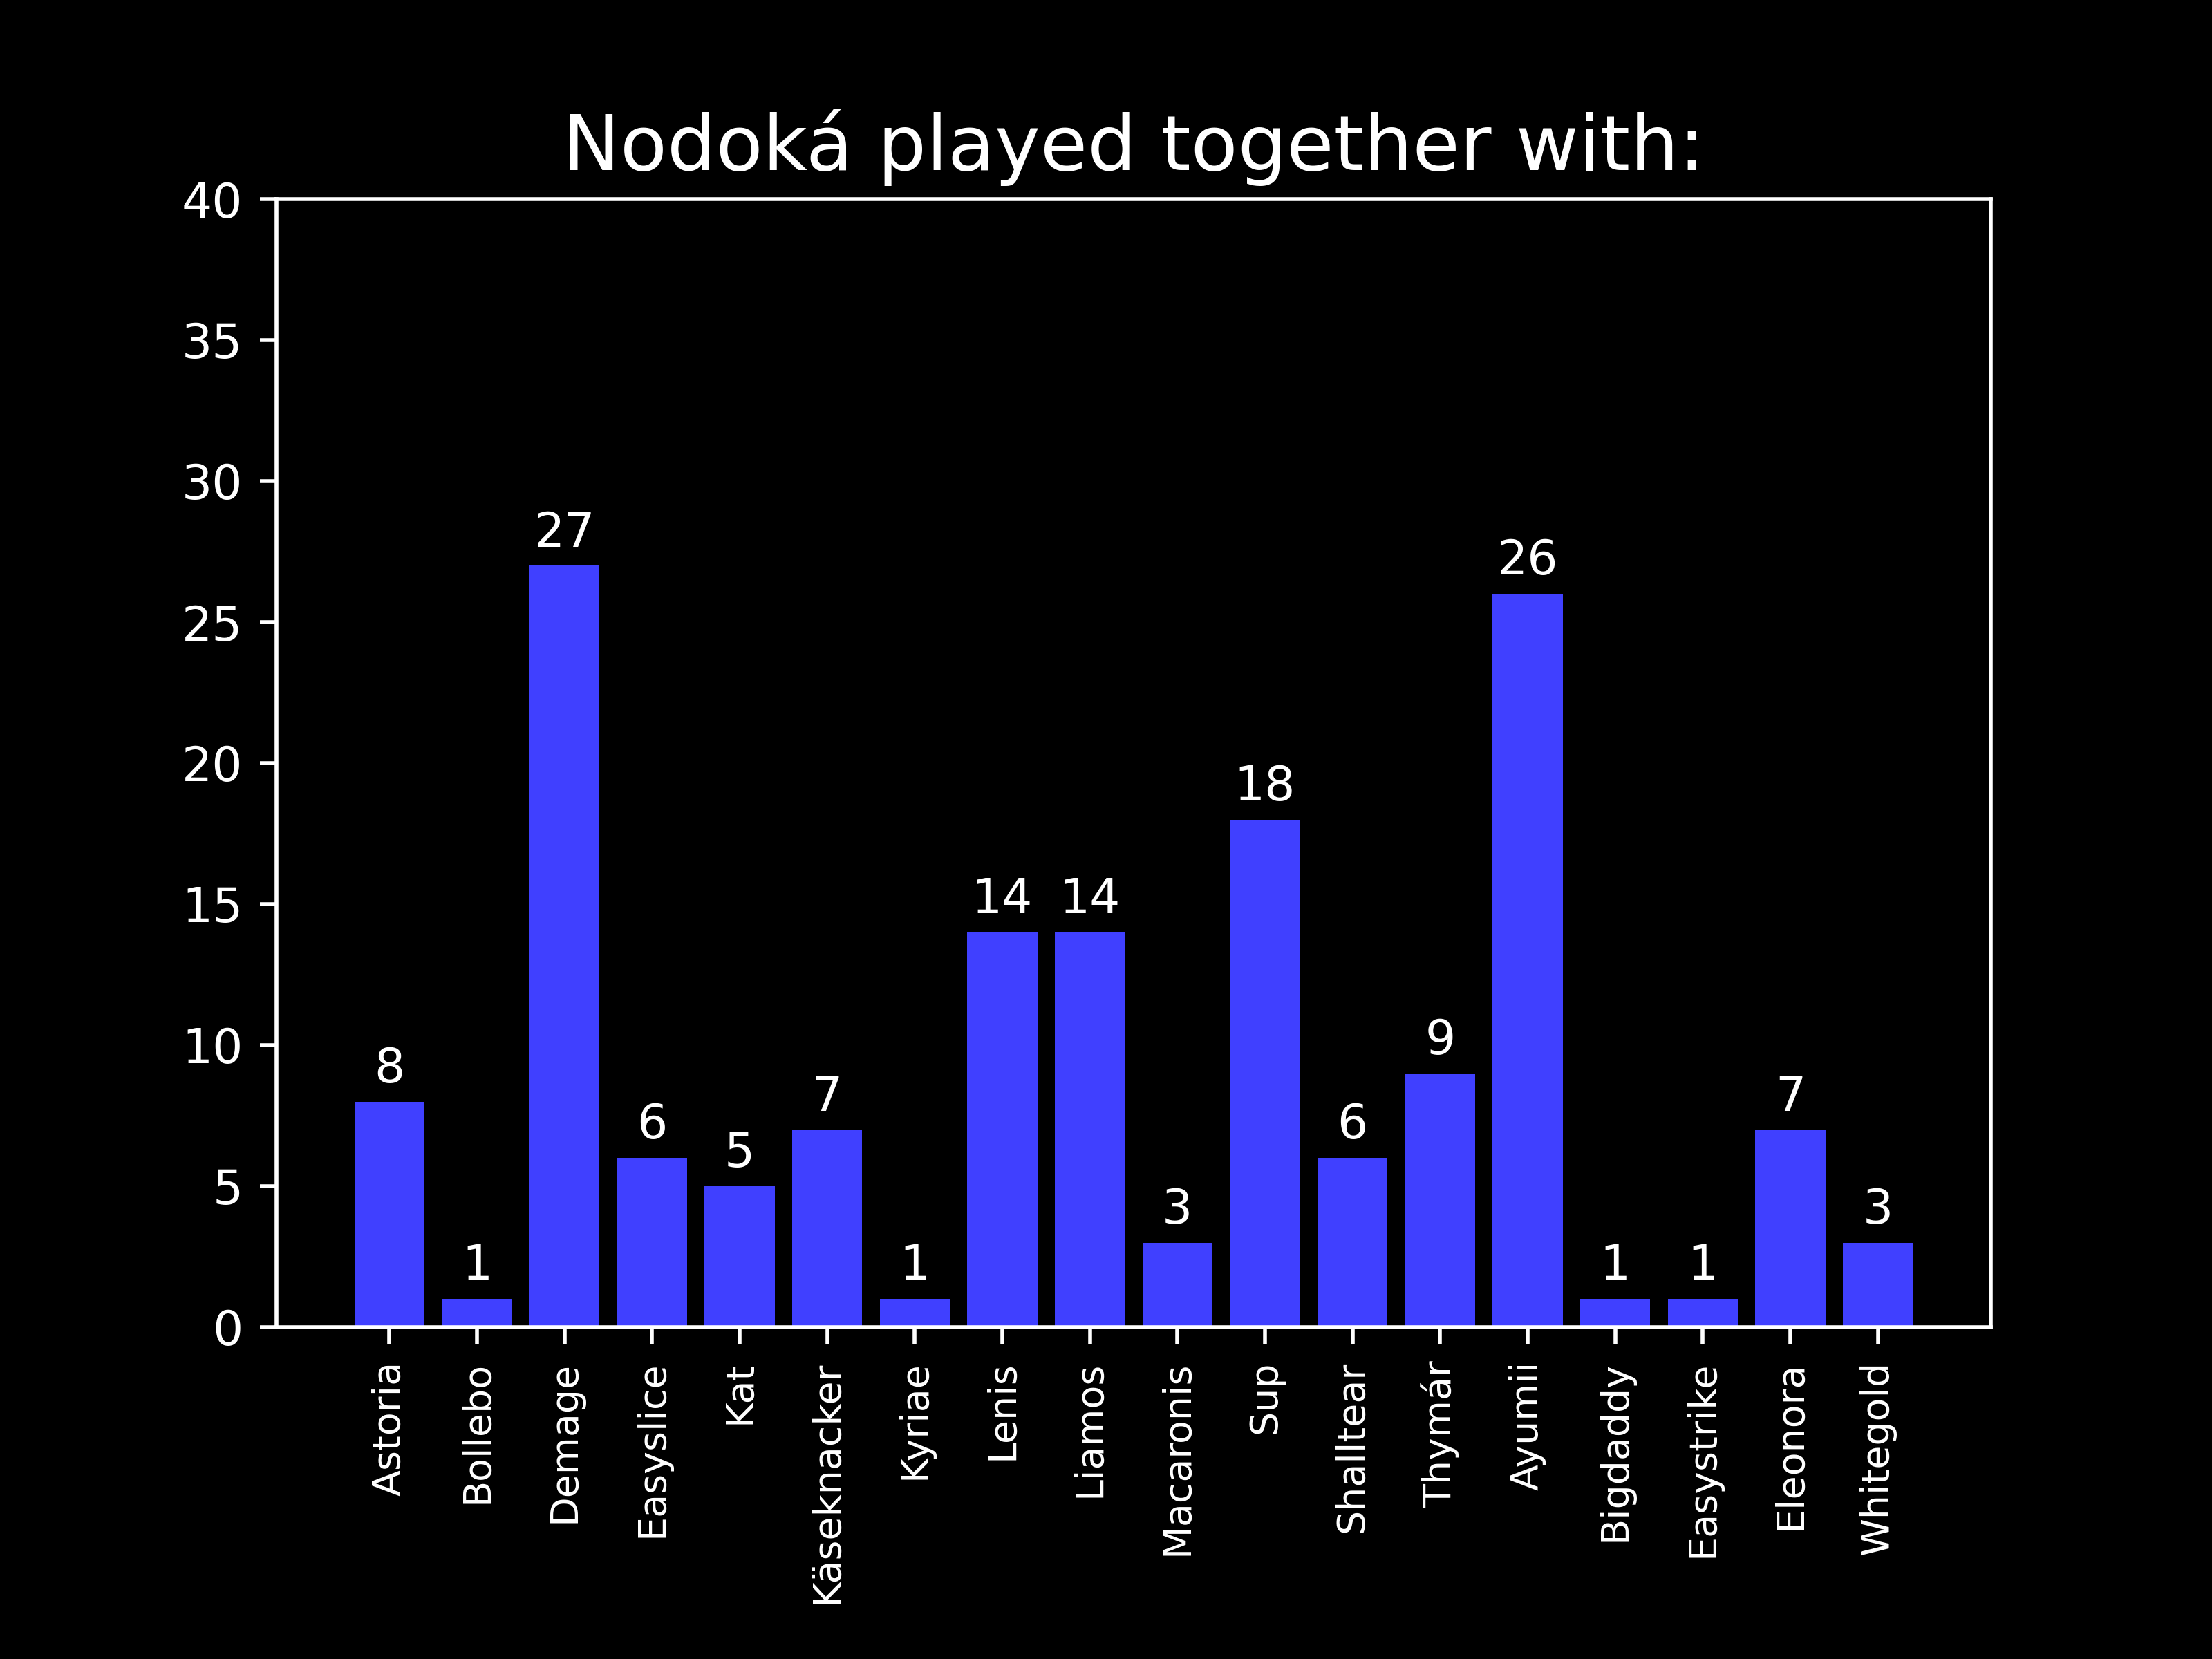 Nodoká played together with:
40
35
30
25
20
15
10
5
0
8
1
27
6
5
7
1
14
14
3
18
6
9
26
1
1
7
3
Astoria
Bollebo
Demage
Easyslice
Kat
Käseknacker
Kyriae
Lenis
Liamos
Macaronis
Sup
Shalltear
Thymár
Ayumii
Bigdaddy
Easystrike
Eleonora
Whitegold